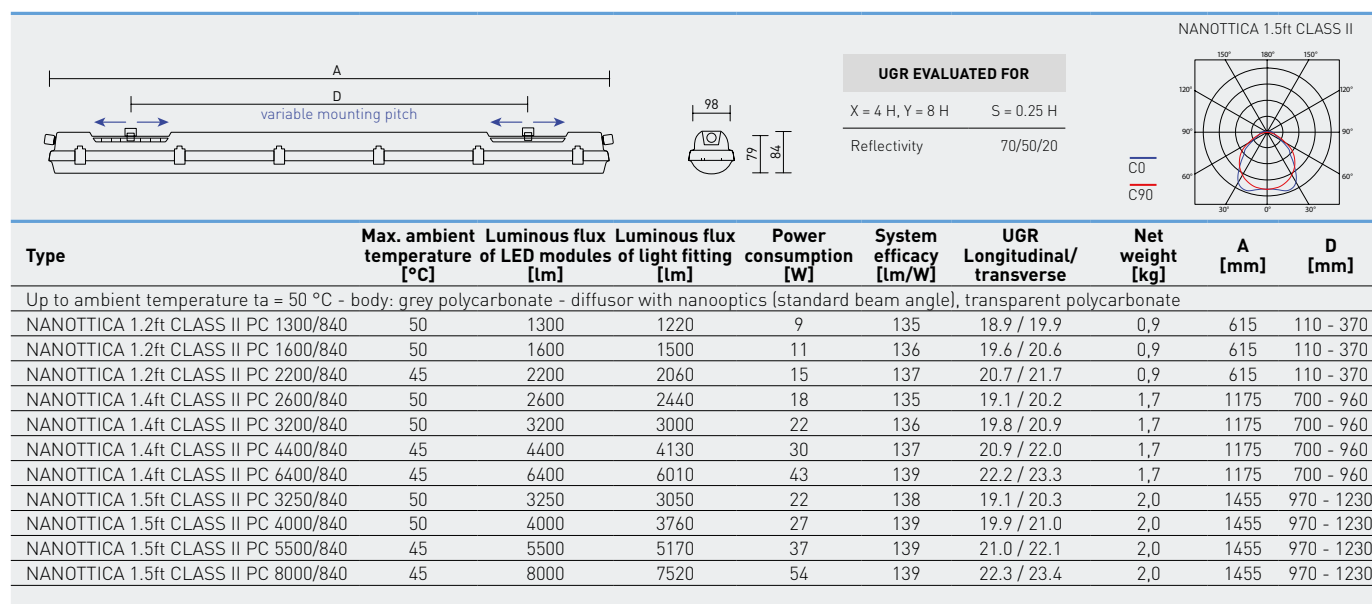 NANOTTICA 1.5ft CLASS II
A
D
variable mounting pitch
98
79
84
UGR EVALUATED FOR
X = 4 H, Y = 8 H S = 0.25 H
Reflectivity 70/50/20
C0
C90
150° 180° 150°
120° 120°
90° 90°
60° 60°
30° 0° 30°
Type Max. ambient temperature [°C] Luminous flux of LED modules [lm] Luminous flux of light fitting [lm] Power consumption [W] System efficacy [lm/W] UGR Longitudinal/ transverse Net weight [kg] A [mm] D [mm]
Up to ambient temperature ta = 50 °C - body: grey polycarbonate - diffusor with nanooptics (standard beam angle), transparent polycarbonate
NANOTTICA 1.2ft CLASS II PC 1300/840 50 1300 1220 9 135 18.9 / 19.9 0,9 615 110 - 370
NANOTTICA 1.2ft CLASS II PC 1600/840 50 1600 1500 11 136 19.6 / 20.6 0,9 615 110 - 370
NANOTTICA 1.2ft CLASS II PC 2200/840 45 2200 2060 15 137 20.7 / 21.7 0,9 615 110 - 370
NANOTTICA 1.4ft CLASS II PC 2600/840 50 2600 2440 18 135 19.1 / 20.2 1,7 1175 700 - 960
NANOTTICA 1.4ft CLASS II PC 3200/840 50 3200 3000 22 136 19.8 / 20.9 1,7 1175 700 - 960
NANOTTICA 1.4ft CLASS II PC 4400/840 45 4400 4130 30 137 20.9 / 22.0 1,7 1175 700 - 960
NANOTTICA 1.4ft CLASS II PC 6400/840 45 6400 6010 43 139 22.2 / 23.3 1,7 1175 700 - 960
NANOTTICA 1.5ft CLASS II PC 3250/840 50 3250 3050 22 138 19.1 / 20.3 2,0 1455 970 - 1230
NANOTTICA 1.5ft CLASS II PC 4000/840 50 4000 3760 27 139 19.9 / 21.0 2,0 1455 970 - 1230
NANOTTICA 1.5ft CLASS II PC 5500/840 45 5500 5170 37 139 21.0 / 22.1 2,0 1455 970 - 1230
NANOTTICA 1.5ft CLASS II PC 8000/840 45 8000 7520 54 139 22.3 / 23.4 2,0 1455 970 - 1230